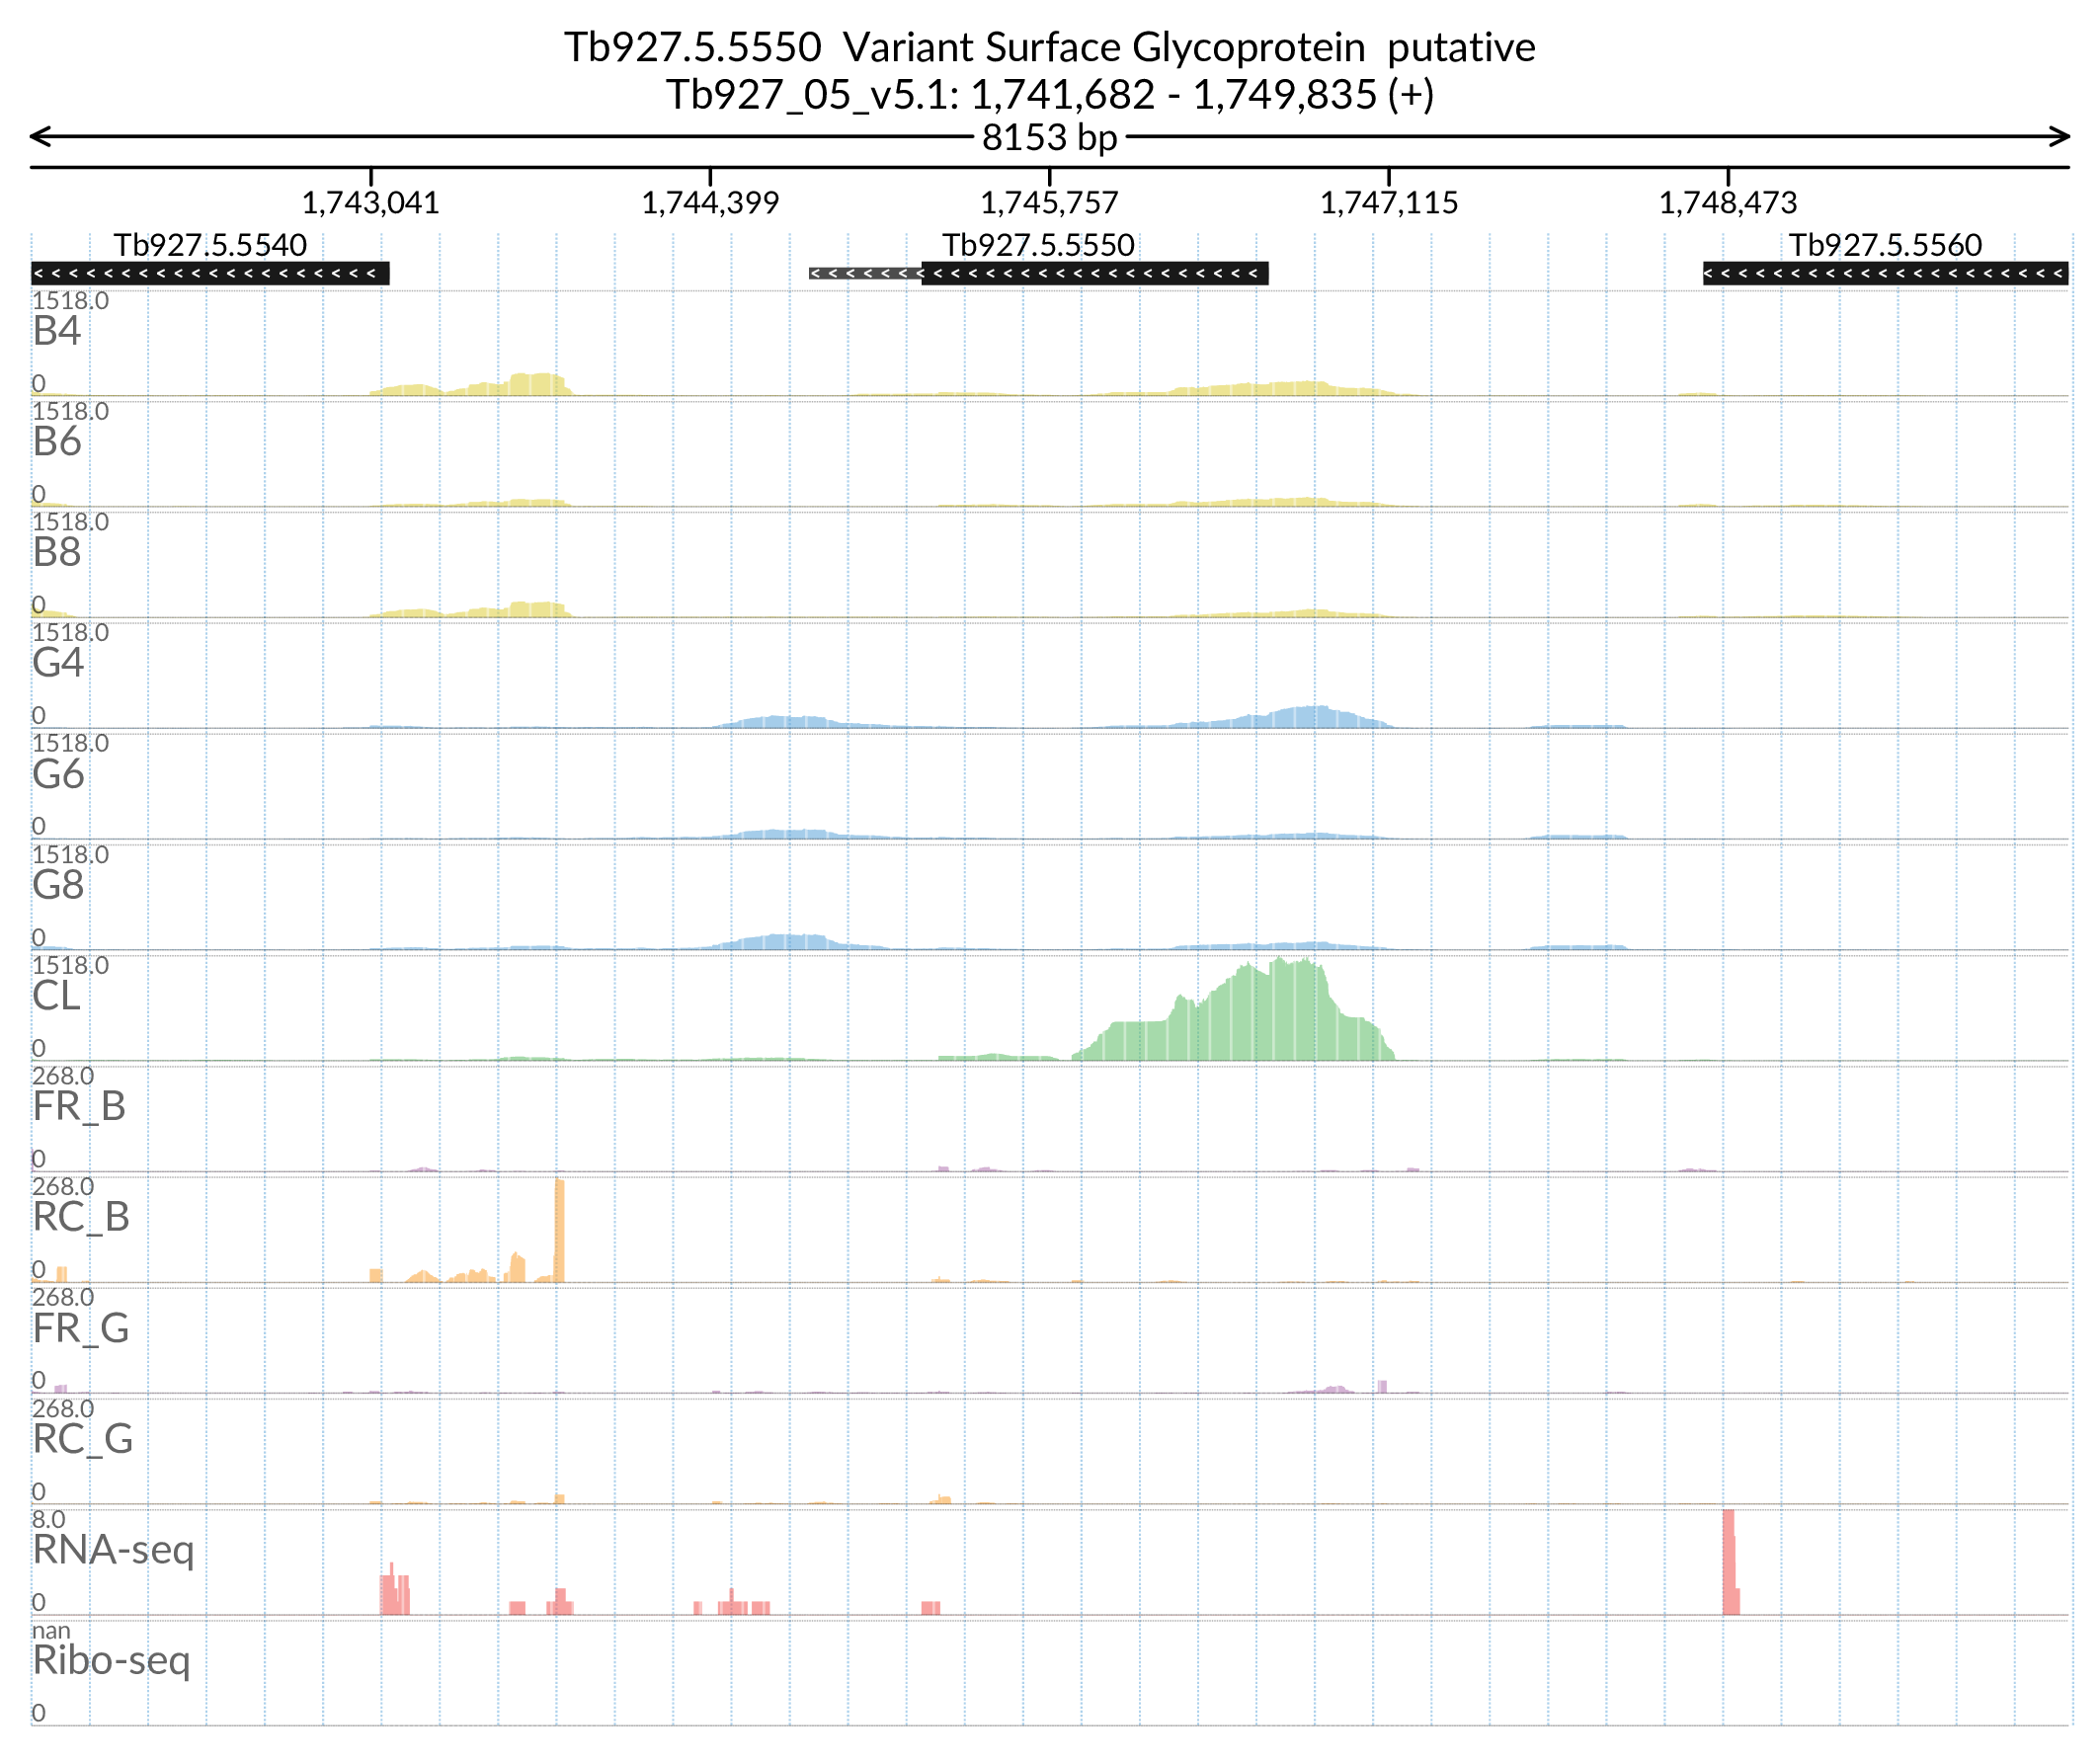 Tb927.5.5550  Variant Surface Glycoprotein  putative
Tb927_05_v5.1: 1,741,682 - 1,749,835 (+)
8153 bp
1,743,041 1,744,399 1,745,757 1,747,115 1,748,473
Tb927.5.5540 Tb927.5.5550 Tb927.5.5560
1518.0
B4
0
1518.0
B6
0
1518.0
B8
0
1518.0
G4
0
1518.0
G6
0
1518.0
G8
0
1518.0
CL
0
268.0
FR_B
0
268.0
RC_B
0
268.0
FR_G
0
268.0
RC_G
0
8.0
RNA-seq
0
nan
Ribo-seq
0